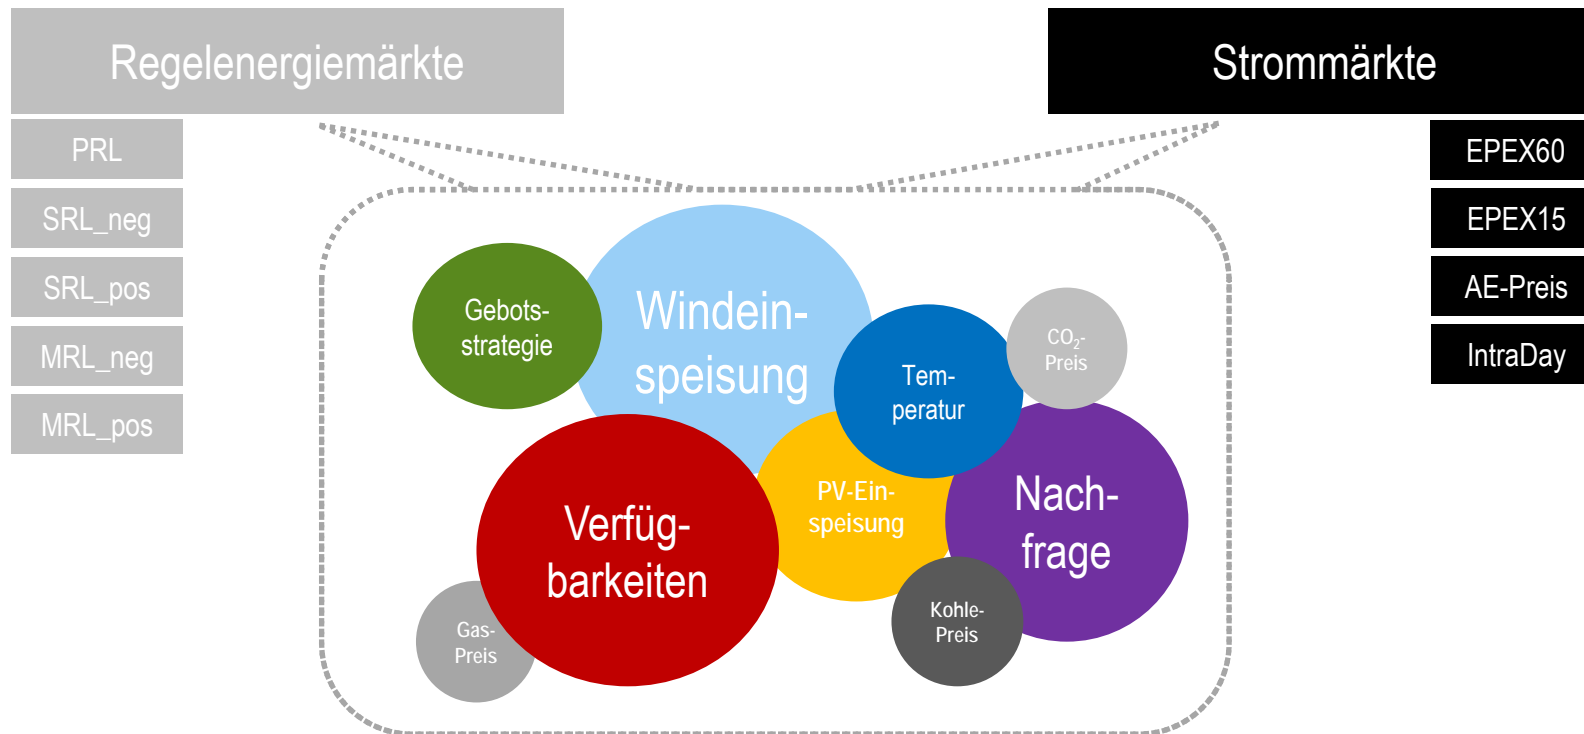 Regelenergiemärkte
Strommärkte
PRL
SRL_neg
SRL_pos
MRL_neg
MRL_pos
EPEX60
EPEX15
AE-Preis
IntraDay
Gebots-
strategie
Windein-
speisung
Tem-
peratur
CO₂-
Preis
Verfüg-
barkeiten
PV-Ein-
speisung
Nach-
frage
Gas-
Preis
Kohle-
Preis